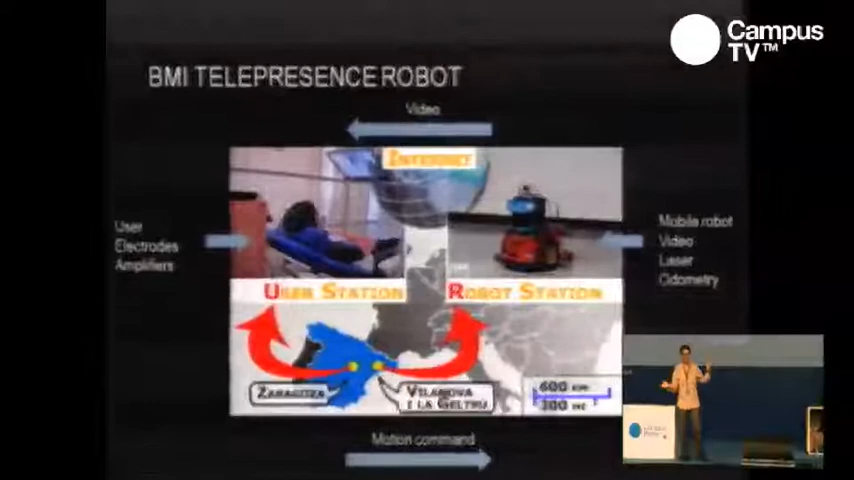 Campus
TV™
BMI TELEPRESENCE ROBOT
Video
INTERNET
User
Electrodes
Amplifiers
Mobile robot
Video
Laser
Odometry
USER STATION
ROBOT STATION
ZARAGOZA
VILANOVA
I LA GELTRÚ
600 km
300 mi
Motion command